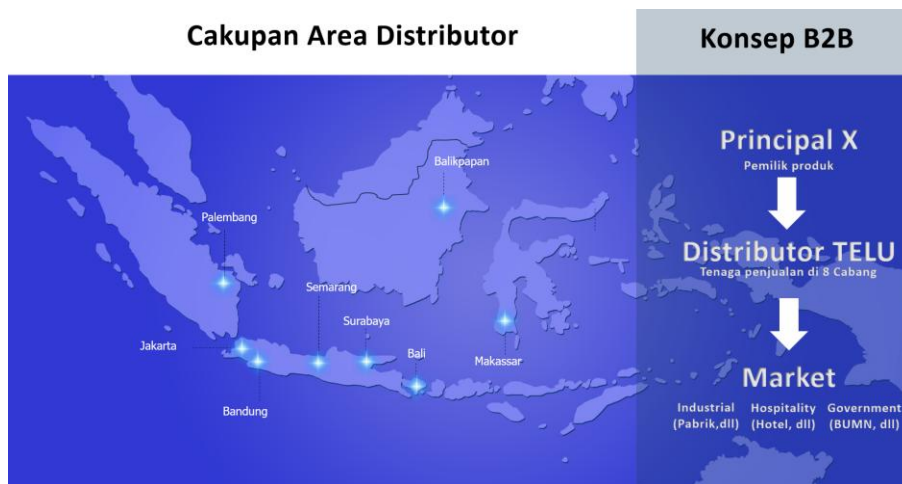 Cakupan Area Distributor
Konsep B2B
Balikpapan
Palembang
Semarang
Surabaya
Jakarta
Bali
Makassar
Bandung
Principal X
Pemilik produk
Distributor TELU
Tenaga penjualan di 8 Cabang
Market
Industrial Hospitality Government
(Pabrik,dll) (Hotel, dll) (BUMN, dll)